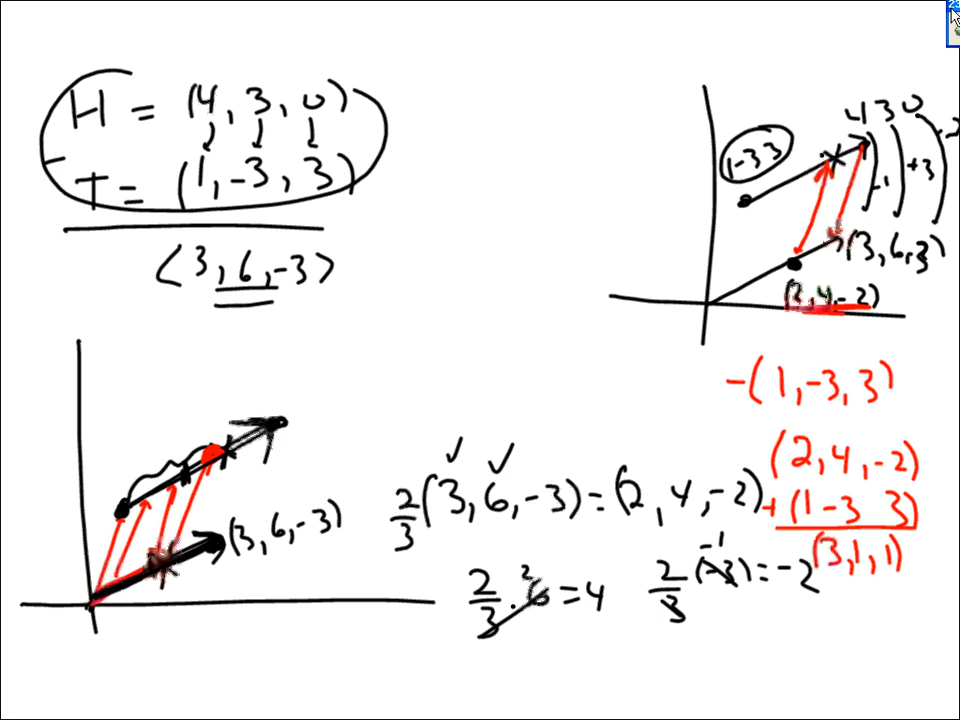 H = (4, 3, 0)
T = (1, -3, 3)
⟨3, 6, -3⟩
4 3 0
1 -3 3
-1
+3
(3, 6, 3)
(2, 4, -2)
-(1, -3, 3)
(2, 4, -2)
+ (1 -3 3)
(3, 1, 1)
(3, 6, -3)
2/3 (3, 6, -3) = (2, 4, -2)
2/3 · 6 = 4
2
2/3 (-3) = -2
-1